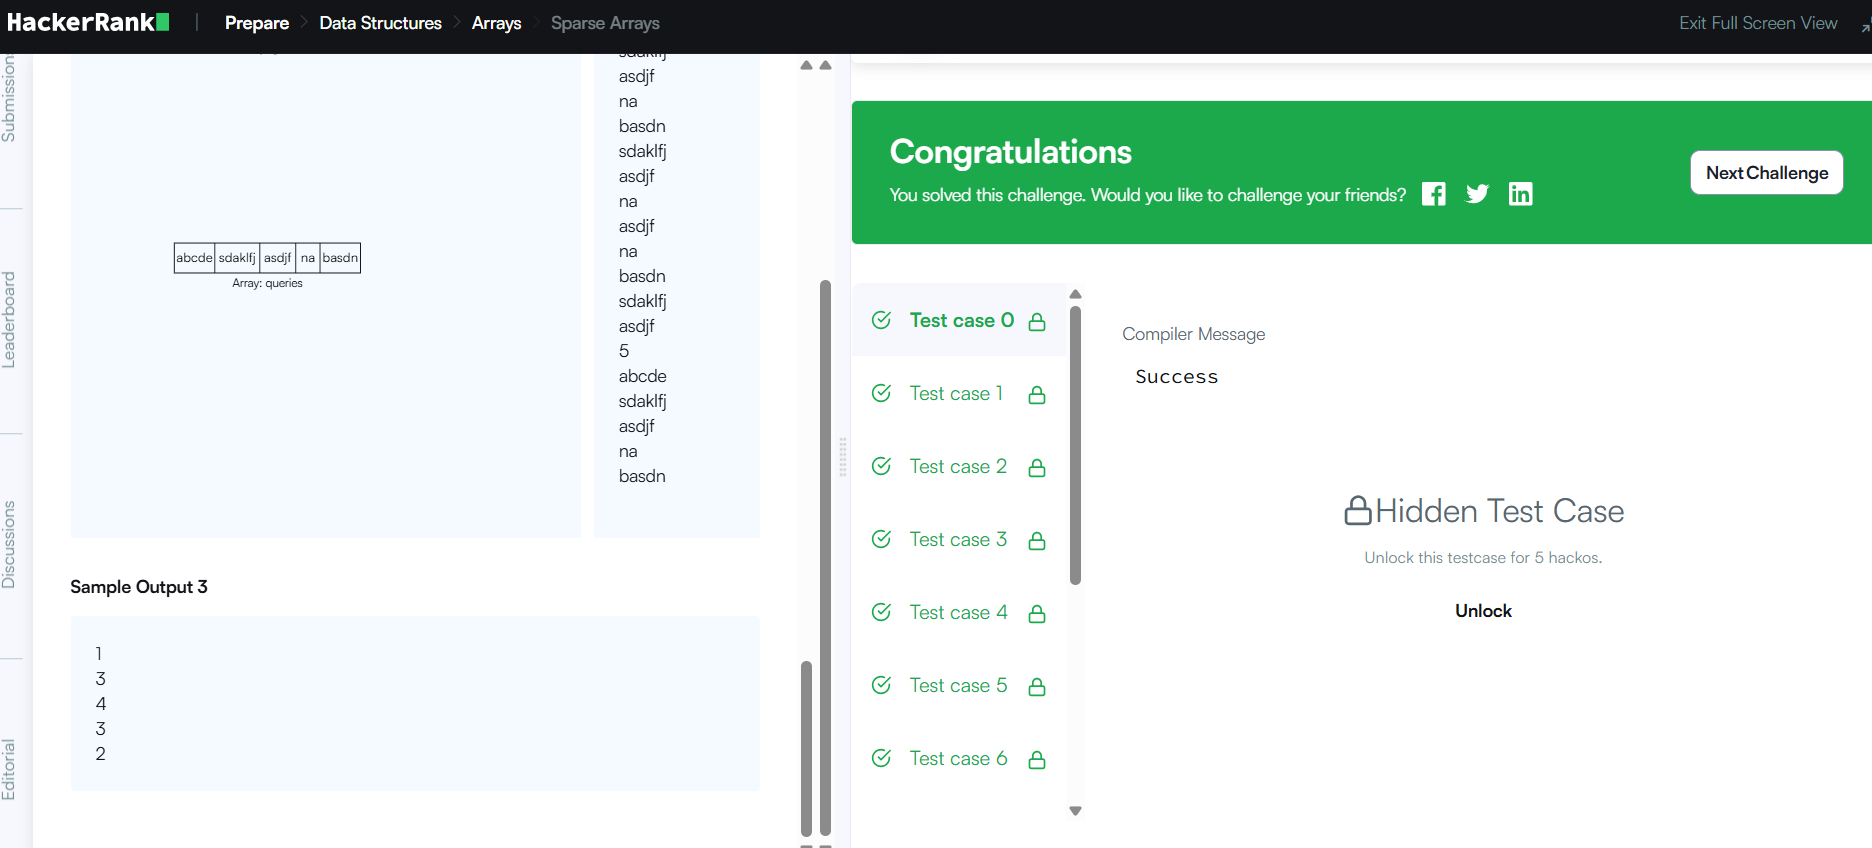 HackerRank
Prepare
Data Structures
Arrays
Sparse Arrays
Exit Full Screen View
Submissions
Leaderboard
Discussions
Editorial
abcde sdaklfj asdjf na basdn
Array: queries
sdaklfj
asdjf
na
basdn
sdaklfj
asdjf
na
asdjf
na
basdn
sdaklfj
asdjf
5
abcde
sdaklfj
asdjf
na
basdn
Sample Output 3
1
3
4
3
2
Congratulations
You solved this challenge. Would you like to challenge your friends?
Next Challenge
Test case 0
Test case 1
Test case 2
Test case 3
Test case 4
Test case 5
Test case 6
Compiler Message
Success
Hidden Test Case
Unlock this testcase for 5 hackos.
Unlock